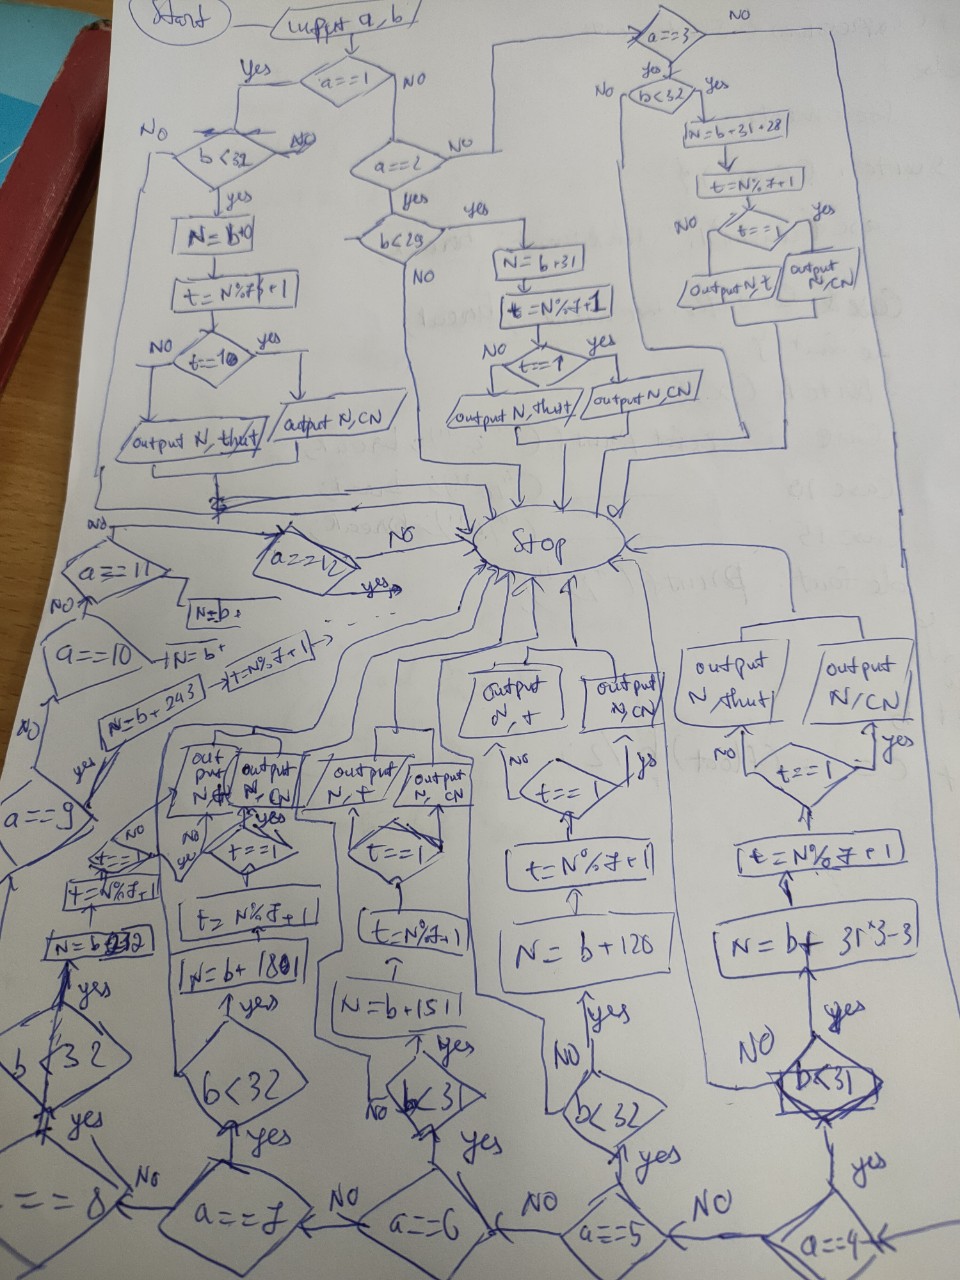 Start
input a, b
a==1
Yes
NO
b<32
NO
NO
yes
N=b+0
t=N%7+1
t==1
NO
yes
output N, thut
output N, CN
a==2
NO
yes
b<29
yes
NO
N=b+31
t=N%7+1
t==1
NO
yes
output N, thut
output N, CN
a==3
NO
yes
b<32
NO
yes
N=b+31+28
t=N%7+1
t==1
NO
yes
output N, t
output
N, CN
Stop
a==11
NO
a==12
NO
yes
N=b+
NO
a==10
N=b+
NO
N=b+243
t=N%7+1
a==9
yes
t==1
NO
t=N%7+1
N=b+
yes
b<32
yes
==8
No
out
put
N, t
output
N, CN
NO
yes
t==1
t=N%7+1
yes
b<32
yes
a==7
NO
output
N, t
output
N, CN
t==1
t=N%7+1
N=b+151
yes
NO
b<31
yes
a==6
NO
output
N, t
output
N, CN
NO
t==1
t=N%7+1
N=b+120
yes
NO
b<32
yes
a==5
NO
output
N, thut
output
N, CN
NO
yes
t==1
t=N%7+1
N=b+31*3-3
yes
NO
b<31
yes
a==4